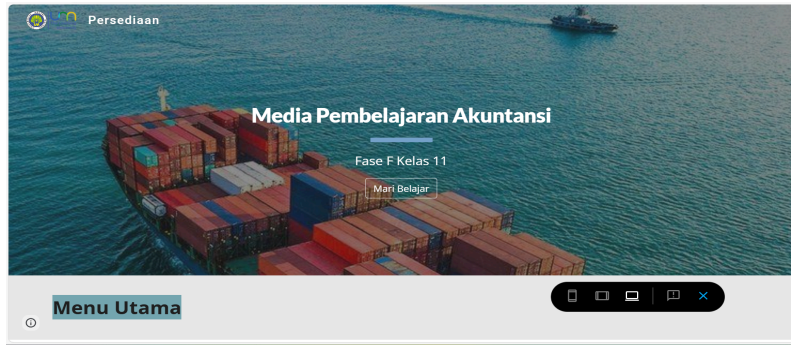 Persediaan
Media Pembelajaran Akuntansi
Fase F Kelas 11
Mari Belajar
Menu Utama